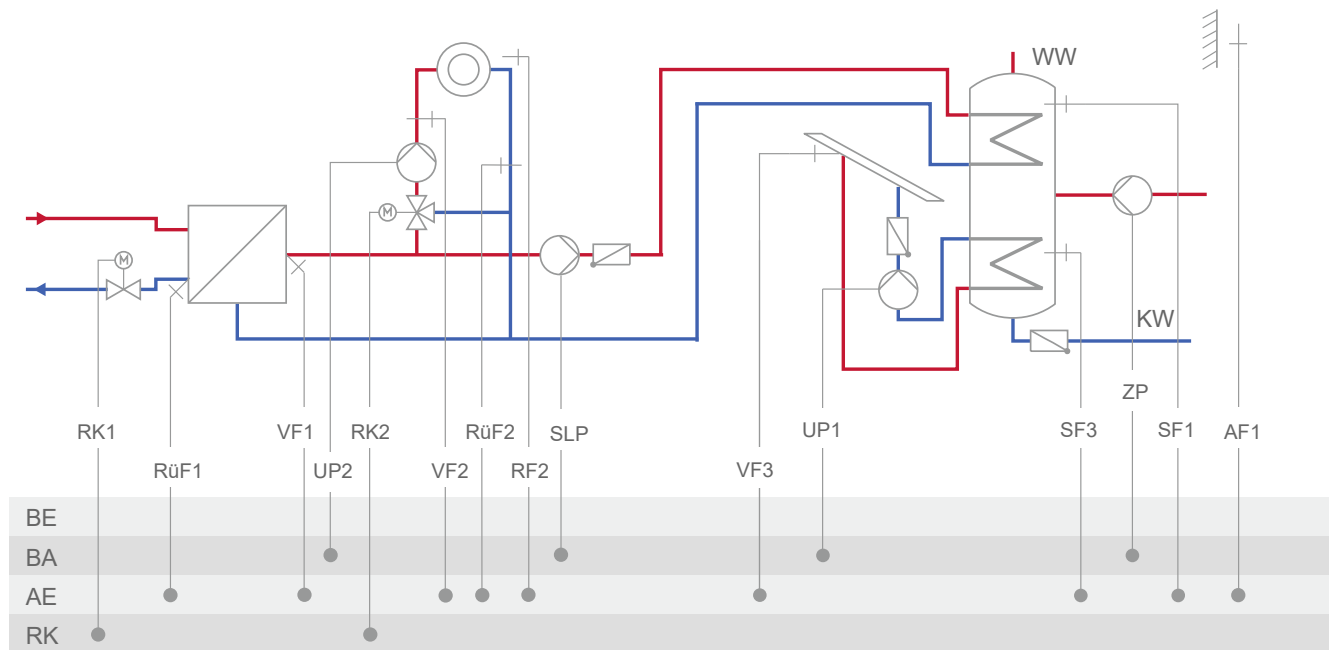 WW
M
M
KW
ZP
RK1
VF1
RK2
RüF2
SLP
UP1
SF3
SF1
AF1
RüF1
UP2
VF2
RF2
VF3
BE
BA
AE
RK